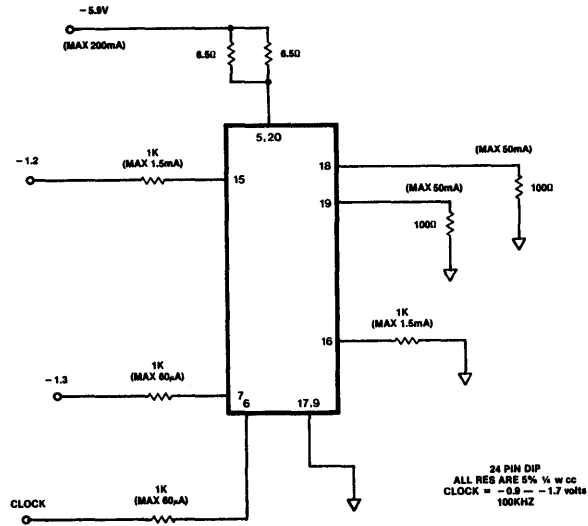 – 5.9V
(MAX 200mA)
6.5Ω
6.5Ω
5,20
– 1.2
1K
(MAX 1.5mA)
15
18
(MAX 50mA)
100Ω
19
(MAX 50mA)
100Ω
16
1K
(MAX 1.5mA)
– 1.3
1K
(MAX 60μA)
7
6
17,9
CLOCK
1K
(MAX 60μA)
24 PIN DIP
ALL RES ARE 5% ¼ w cc
CLOCK = – 0.9 — – 1.7 volts
100KHZ